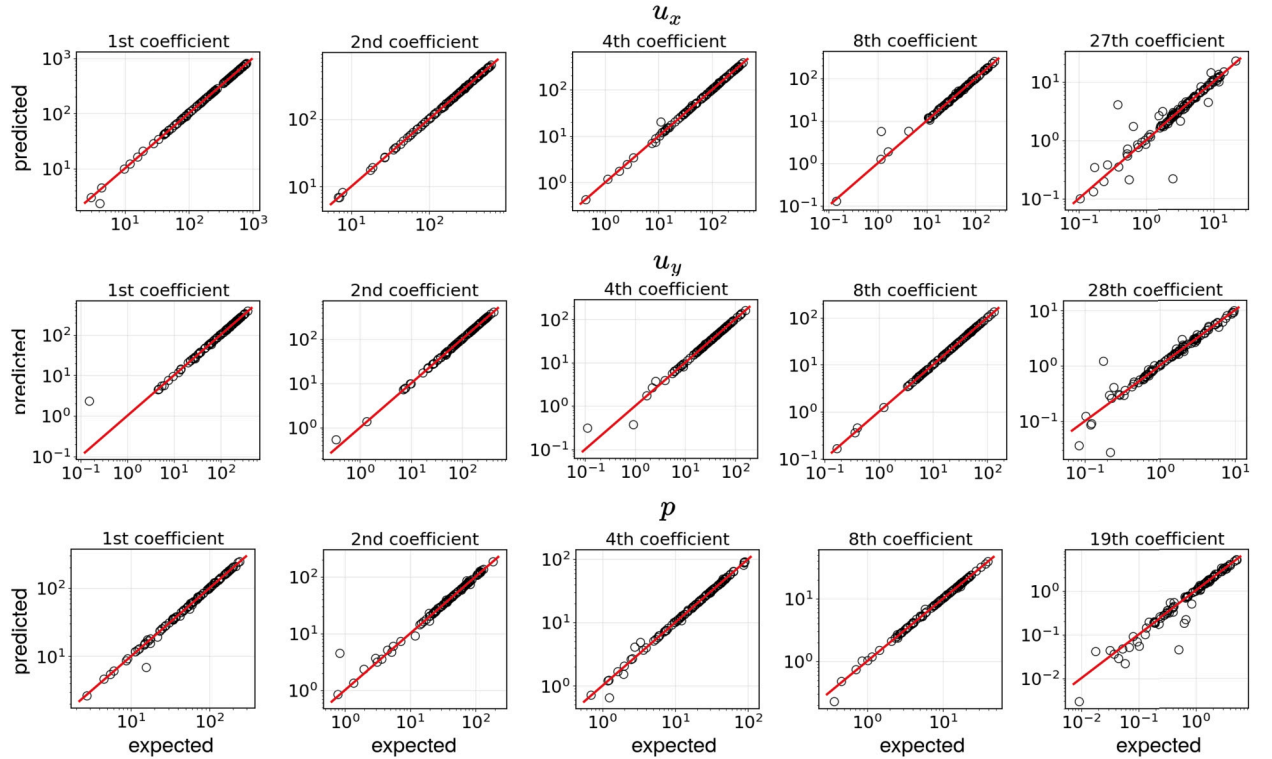 u_x
1st coefficient 2nd coefficient 4th coefficient 8th coefficient 27th coefficient
predicted
10³ 10² 10¹
10² 10¹
10² 10¹ 10⁰
10² 10¹ 10⁰ 10⁻¹
10¹ 10⁰ 10⁻¹
10¹ 10² 10³
10¹ 10²
10⁰ 10¹ 10²
10⁻¹ 10⁰ 10¹ 10²
10⁻¹ 10⁰ 10¹
u_y
1st coefficient 2nd coefficient 4th coefficient 8th coefficient 28th coefficient
predicted
10² 10¹ 10⁰ 10⁻¹
10² 10¹ 10⁰
10² 10¹ 10⁰ 10⁻¹
10² 10¹ 10⁰ 10⁻¹
10¹ 10⁰ 10⁻¹
10⁻¹ 10⁰ 10¹ 10²
10⁰ 10¹ 10²
10⁻¹ 10⁰ 10¹ 10²
10⁰ 10¹ 10²
10⁻¹ 10⁰ 10¹
p
1st coefficient 2nd coefficient 4th coefficient 8th coefficient 19th coefficient
predicted
10² 10¹
10² 10¹ 10⁰
10² 10¹ 10⁰
10¹ 10⁰
10⁰ 10⁻¹ 10⁻²
10¹ 10²
10⁰ 10¹ 10²
10⁰ 10¹ 10²
10⁰ 10¹
10⁻² 10⁻¹ 10⁰
expected expected expected expected expected